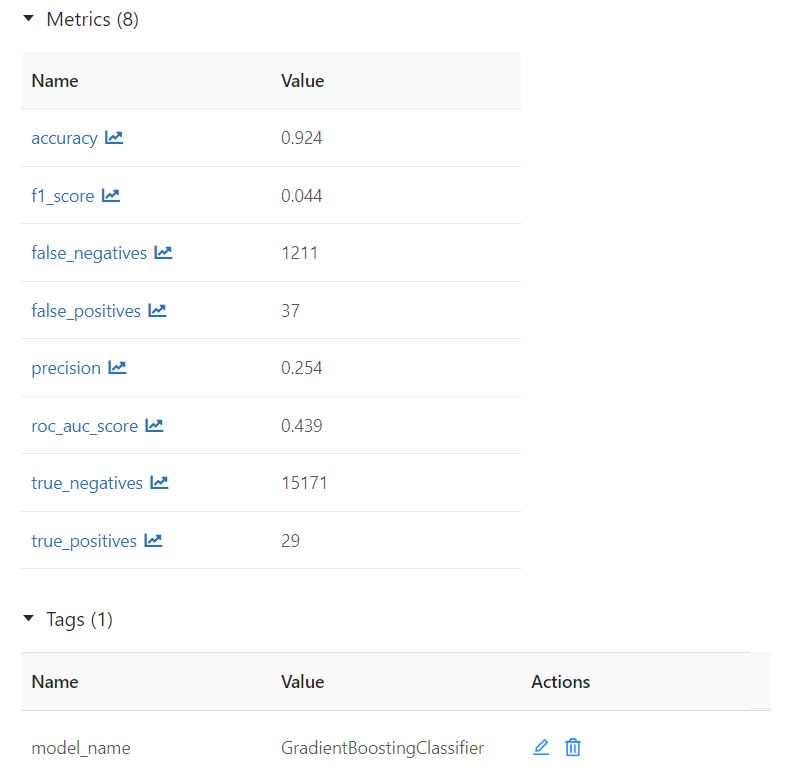 Metrics (8)
Name Value
accuracy 0.924
f1_score 0.044
false_negatives 1211
false_positives 37
precision 0.254
roc_auc_score 0.439
true_negatives 15171
true_positives 29
Tags (1)
Name Value Actions
model_name GradientBoostingClassifier